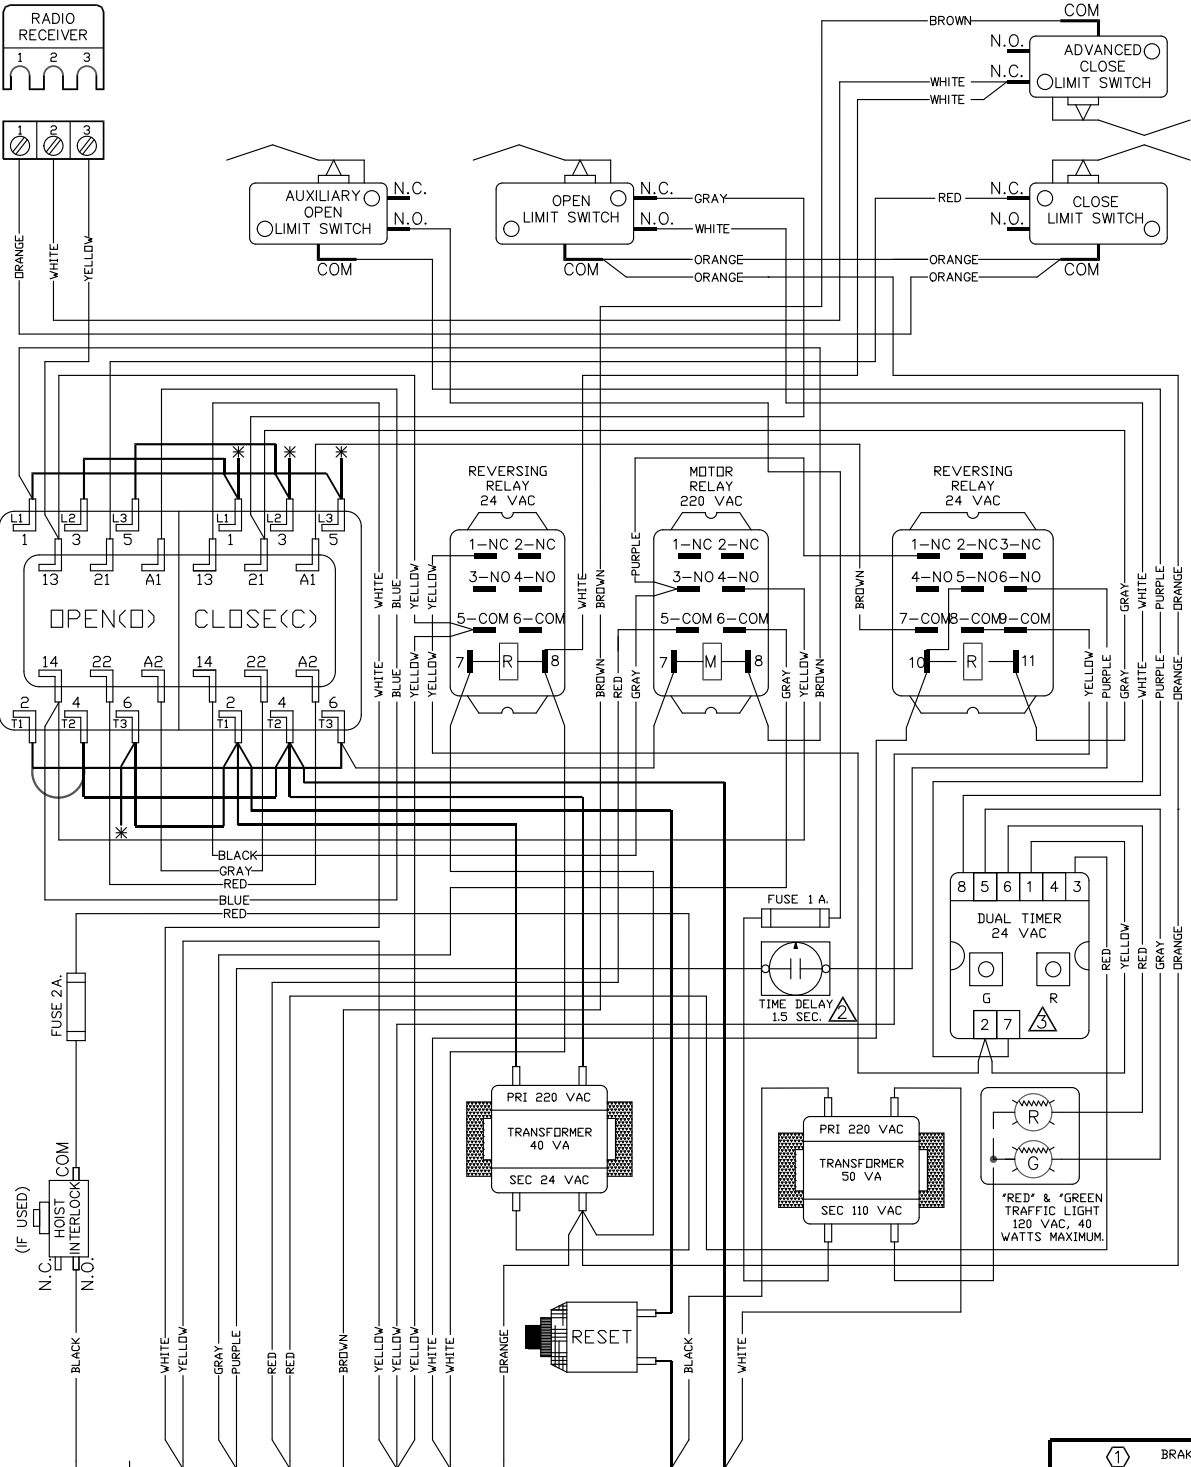 RADIO
RECEIVER
1 2 3
1 2 3
ORANGE
WHITE
YELLOW
AUXILIARY
OPEN
LIMIT SWITCH
N.C.
N.O.
COM
OPEN
LIMIT SWITCH
N.C.
N.O.
COM
GRAY
WHITE
ORANGE
ORANGE
BROWN
COM
N.O.
N.C.
ADVANCED
CLOSE
LIMIT SWITCH
WHITE
WHITE
RED
N.C.
N.O.
CLOSE
LIMIT SWITCH
COM
ORANGE
ORANGE
L1 L2 L3 L1 L2 L3
1 3 5 1 3 5
13 21 A1 13 21 A1
OPEN(O) CLOSE(C)
14 22 A2 14 22 A2
2 4 6 2 4 6
T1 T2 T3 T1 T2 T3
WHITE
BLUE
YELLOW
YELLOW
WHITE
BLUE
YELLOW
YELLOW
REVERSING
RELAY
24 VAC
1-NC 2-NC
3-NO 4-NO
5-COM 6-COM
7 R 8
WHITE
BROWN
PURPLE
BROWN
RED
GRAY
MOTOR
RELAY
220 VAC
1-NC 2-NC
3-NO 4-NO
5-COM 6-COM
7 M 8
GRAY
YELLOW
BROWN
BROWN
REVERSING
RELAY
24 VAC
1-NC 2-NC 3-NC
4-NO 5-NO 6-NO
7-COM 8-COM 9-COM
10 R 11
GRAY
WHITE
PURPLE
ORANGE
YELLOW
PURPLE
GRAY
WHITE
PURPLE
ORANGE
BLACK
GRAY
RED
BLUE
RED
FUSE 2 A.
FUSE 1 A.
TIME DELAY
1.5 SEC.
2
8 5 6 1 4 3
DUAL TIMER
24 VAC
G R
2 7
3
RED
YELLOW
RED
GRAY
ORANGE
PRI 220 VAC
TRANSFORMER
40 VA
SEC 24 VAC
PRI 220 VAC
TRANSFORMER
50 VA
SEC 110 VAC
R
G
"RED" & "GREEN
TRAFFIC LIGHT
120 VAC, 40
WATTS MAXIMUM.
(IF USED)
HOIST
INTERLOCK
COM
N.C.
N.O.
RESET
BLACK
WHITE
YELLOW
GRAY
PURPLE
RED
RED
BROWN
YELLOW
YELLOW
YELLOW
WHITE
WHITE
ORANGE
BLACK
WHITE
1 BRAK